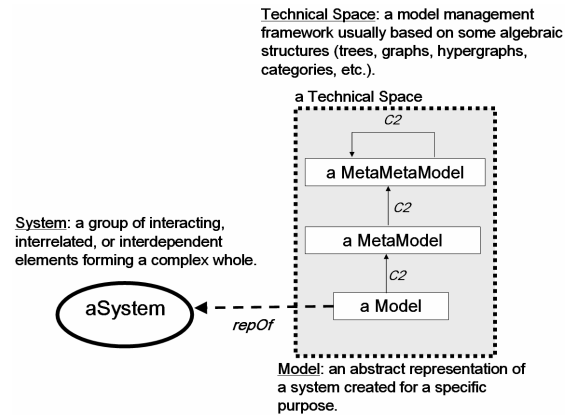 Technical Space: a model management
framework usually based on some algebraic
structures (trees, graphs, hypergraphs,
categories, etc.).
a Technical Space
C2
a MetaMetaModel
C2
System: a group of interacting,
interrelated, or interdependent
elements forming a complex whole.
a MetaModel
C2
aSystem
a Model
repOf
Model: an abstract representation of
a system created for a specific
purpose.